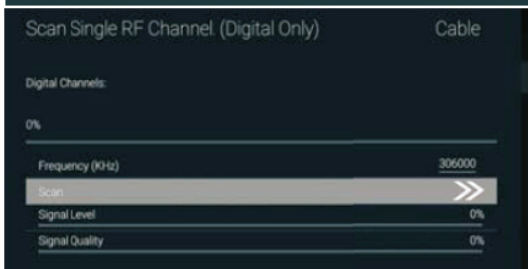 Scan Single RF Channel. (Digital Only) Cable
Digital Channels:
0%
Frequency (KHz) 306000
Scan
Signal Level 0%
Signal Quality 0%